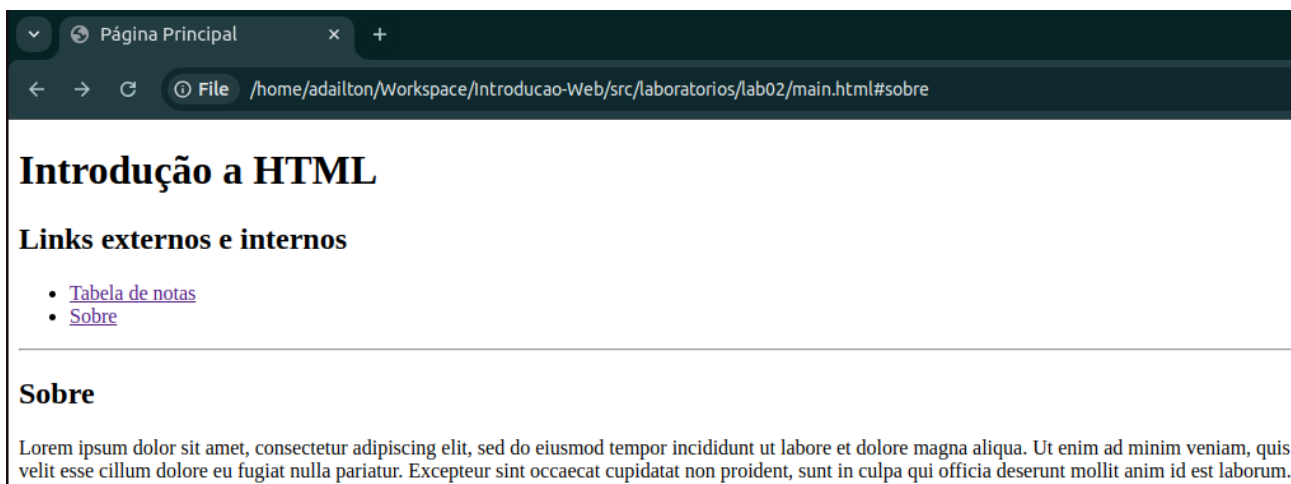 Página Principal
File /home/adailton/Workspace/Introducao-Web/src/laboratorios/lab02/main.html#sobre
Introdução a HTML
Links externos e internos
Tabela de notas
Sobre
Sobre
Lorem ipsum dolor sit amet, consectetur adipiscing elit, sed do eiusmod tempor incididunt ut labore et dolore magna aliqua. Ut enim ad minim veniam, quis
velit esse cillum dolore eu fugiat nulla pariatur. Excepteur sint occaecat cupidatat non proident, sunt in culpa qui officia deserunt mollit anim id est laborum.